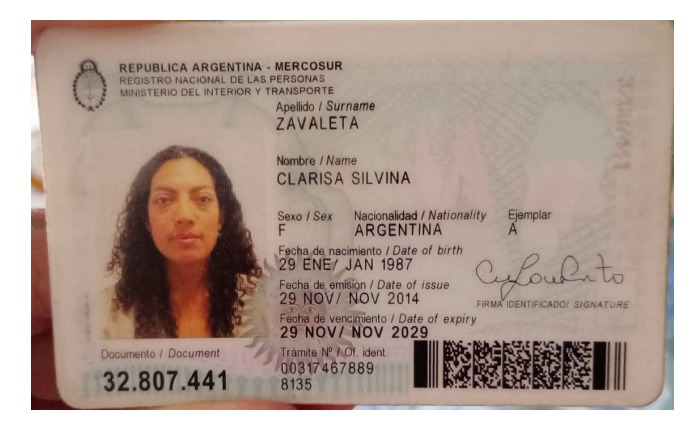 REPUBLICA ARGENTINA - MERCOSUR
REGISTRO NACIONAL DE LAS PERSONAS
MINISTERIO DEL INTERIOR Y TRANSPORTE
Apellido / Surname
ZAVALETA
Nombre / Name
CLARISA SILVINA
Sexo / Sex Nacionalidad / Nationality Ejemplar
F ARGENTINA A
Fecha de nacimiento / Date of birth
29 ENE/ JAN 1987
Fecha de emisión / Date of issue
29 NOV/ NOV 2014
FIRMA IDENTIFICADO/ SIGNATURE
Fecha de vencimiento / Date of expiry
29 NOV/ NOV 2029
Documento / Document
32.807.441
Trámite Nº / Of. ident.
00317467889
8135